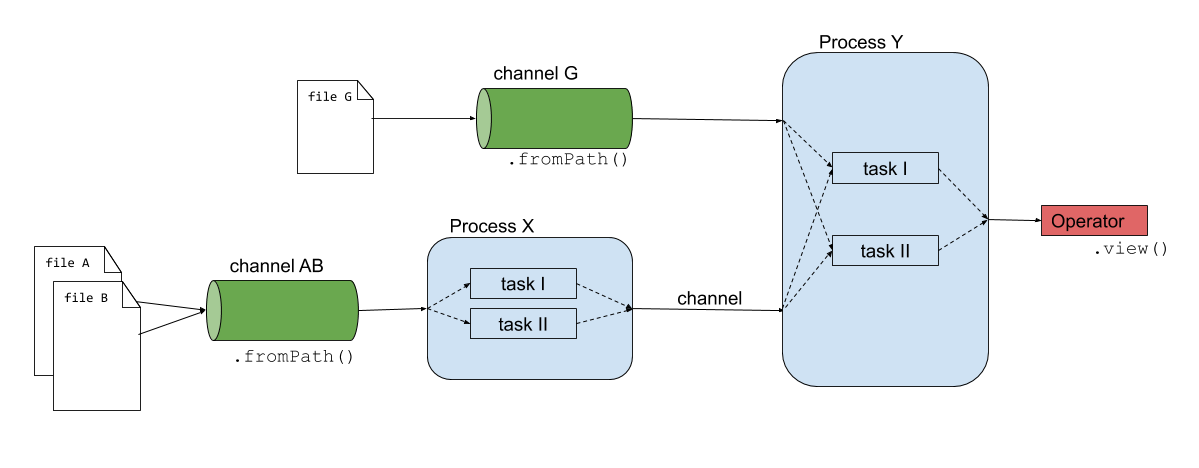 Process Y
channel G
file G
.fromPath()
task I
Operator
.view()
task II
Process X
file A
file B
channel AB
.fromPath()
task I
task II
channel